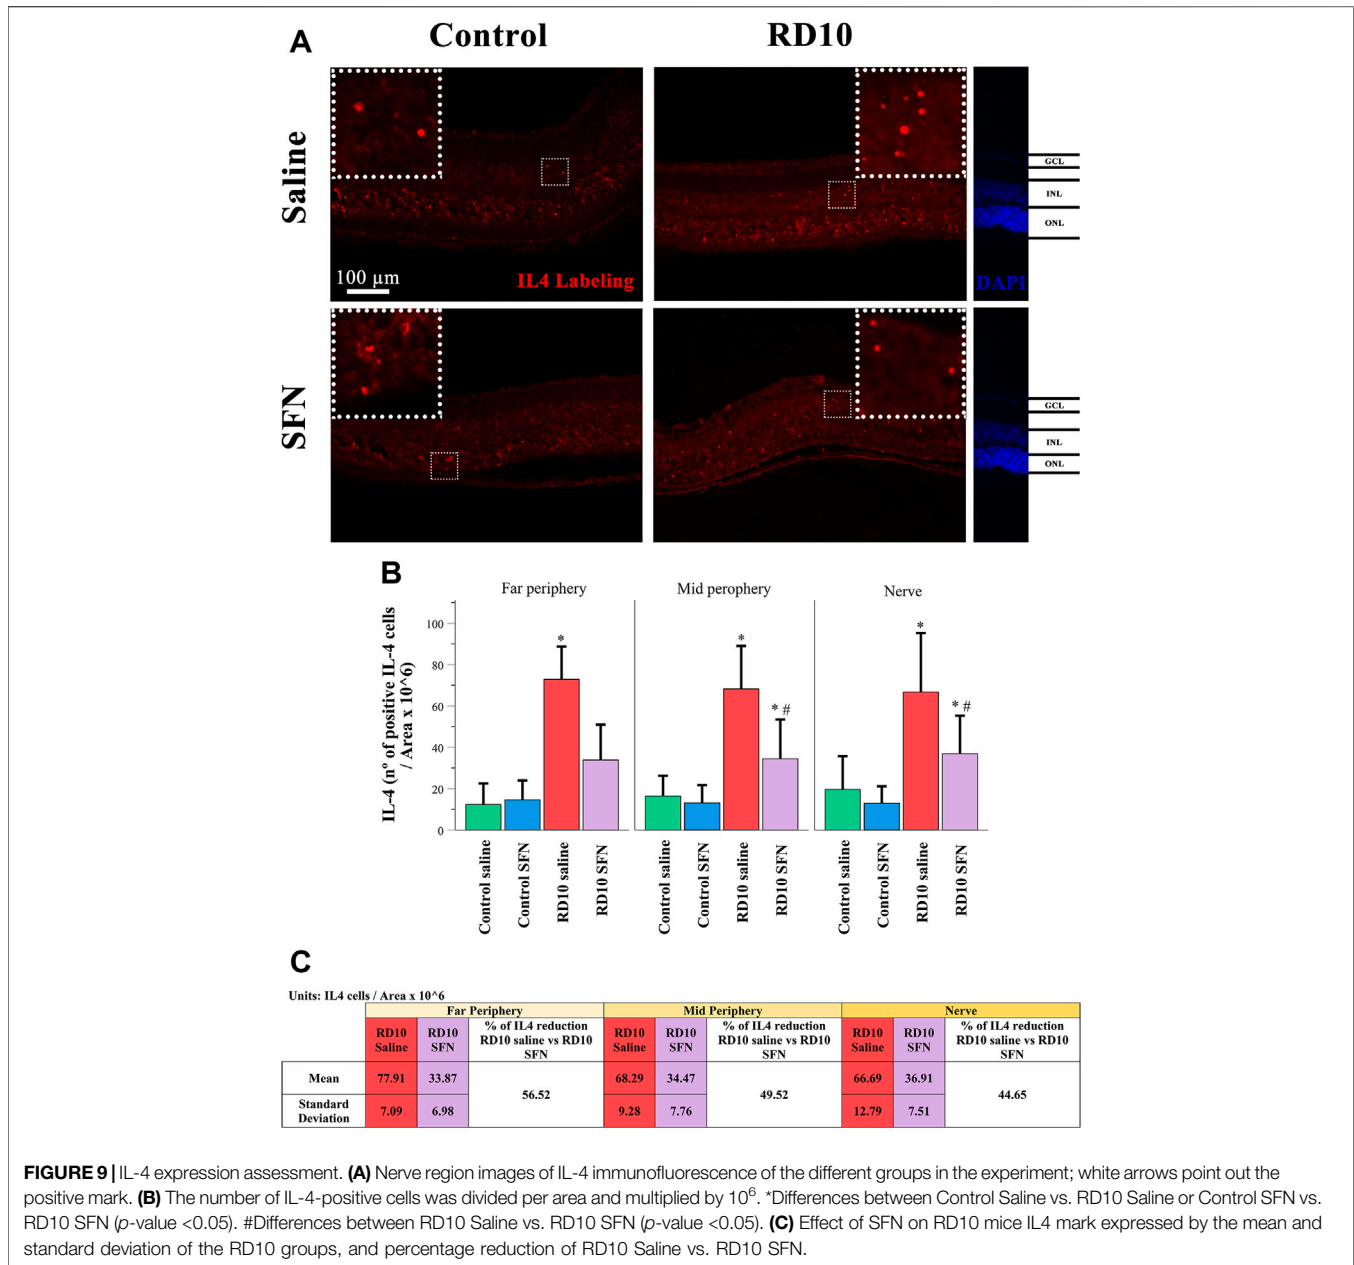 A
Control
RD10
Saline
GCL
INL
ONL
100 µm
IL4 Labeling
DAPI
SFN
GCL
INL
ONL
B
Far periphery
Mid perophery
Nerve
IL-4 (nº of positive IL-4 cells
/ Area x 10^6)
100
80
60
40
20
0
*
*
* #
*
* #
Control saline
Control SFN
RD10 saline
RD10 SFN
Control saline
Control SFN
RD10 saline
RD10 SFN
Control saline
Control SFN
RD10 saline
RD10 SFN
C
Units: IL4 cells / Area x 10^6
Far Periphery Mid Periphery Nerve
RD10 Saline RD10 SFN % of IL4 reduction RD10 saline vs RD10 SFN RD10 Saline RD10 SFN % of IL4 reduction RD10 saline vs RD10 SFN RD10 Saline RD10 SFN % of IL4 reduction RD10 saline vs RD10 SFN
Mean 77.91 33.87 56.52 68.29 34.47 49.52 66.69 36.91 44.65
Standard Deviation 7.09 6.98 9.28 7.76 12.79 7.51
FIGURE 9 | IL-4 expression assessment. (A) Nerve region images of IL-4 immunofluorescence of the different groups in the experiment; white arrows point out the
positive mark. (B) The number of IL-4-positive cells was divided per area and multiplied by 10^6. *Differences between Control Saline vs. RD10 Saline or Control SFN vs.
RD10 SFN (p-value <0.05). #Differences between RD10 Saline vs. RD10 SFN (p-value <0.05). (C) Effect of SFN on RD10 mice IL4 mark expressed by the mean and
standard deviation of the RD10 groups, and percentage reduction of RD10 Saline vs. RD10 SFN.